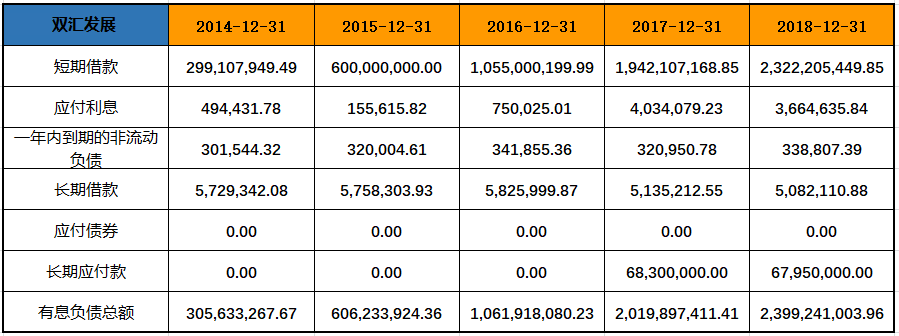 双汇发展 2014-12-31 2015-12-31 2016-12-31 2017-12-31 2018-12-31
短期借款 299,107,949.49 600,000,000.00 1,055,000,199.99 1,942,107,168.85 2,322,205,449.85
应付利息 494,431.78 155,615.82 750,025.01 4,034,079.23 3,664,635.84
一年内到期的非流动
负债 301,544.32 320,004.61 341,855.36 320,950.78 338,807.39
长期借款 5,729,342.08 5,758,303.93 5,825,999.87 5,135,212.55 5,082,110.88
应付债券 0.00 0.00 0.00 0.00 0.00
长期应付款 0.00 0.00 0.00 68,300,000.00 67,950,000.00
有息负债总额 305,633,267.67 606,233,924.36 1,061,918,080.23 2,019,897,411.41 2,399,241,003.96